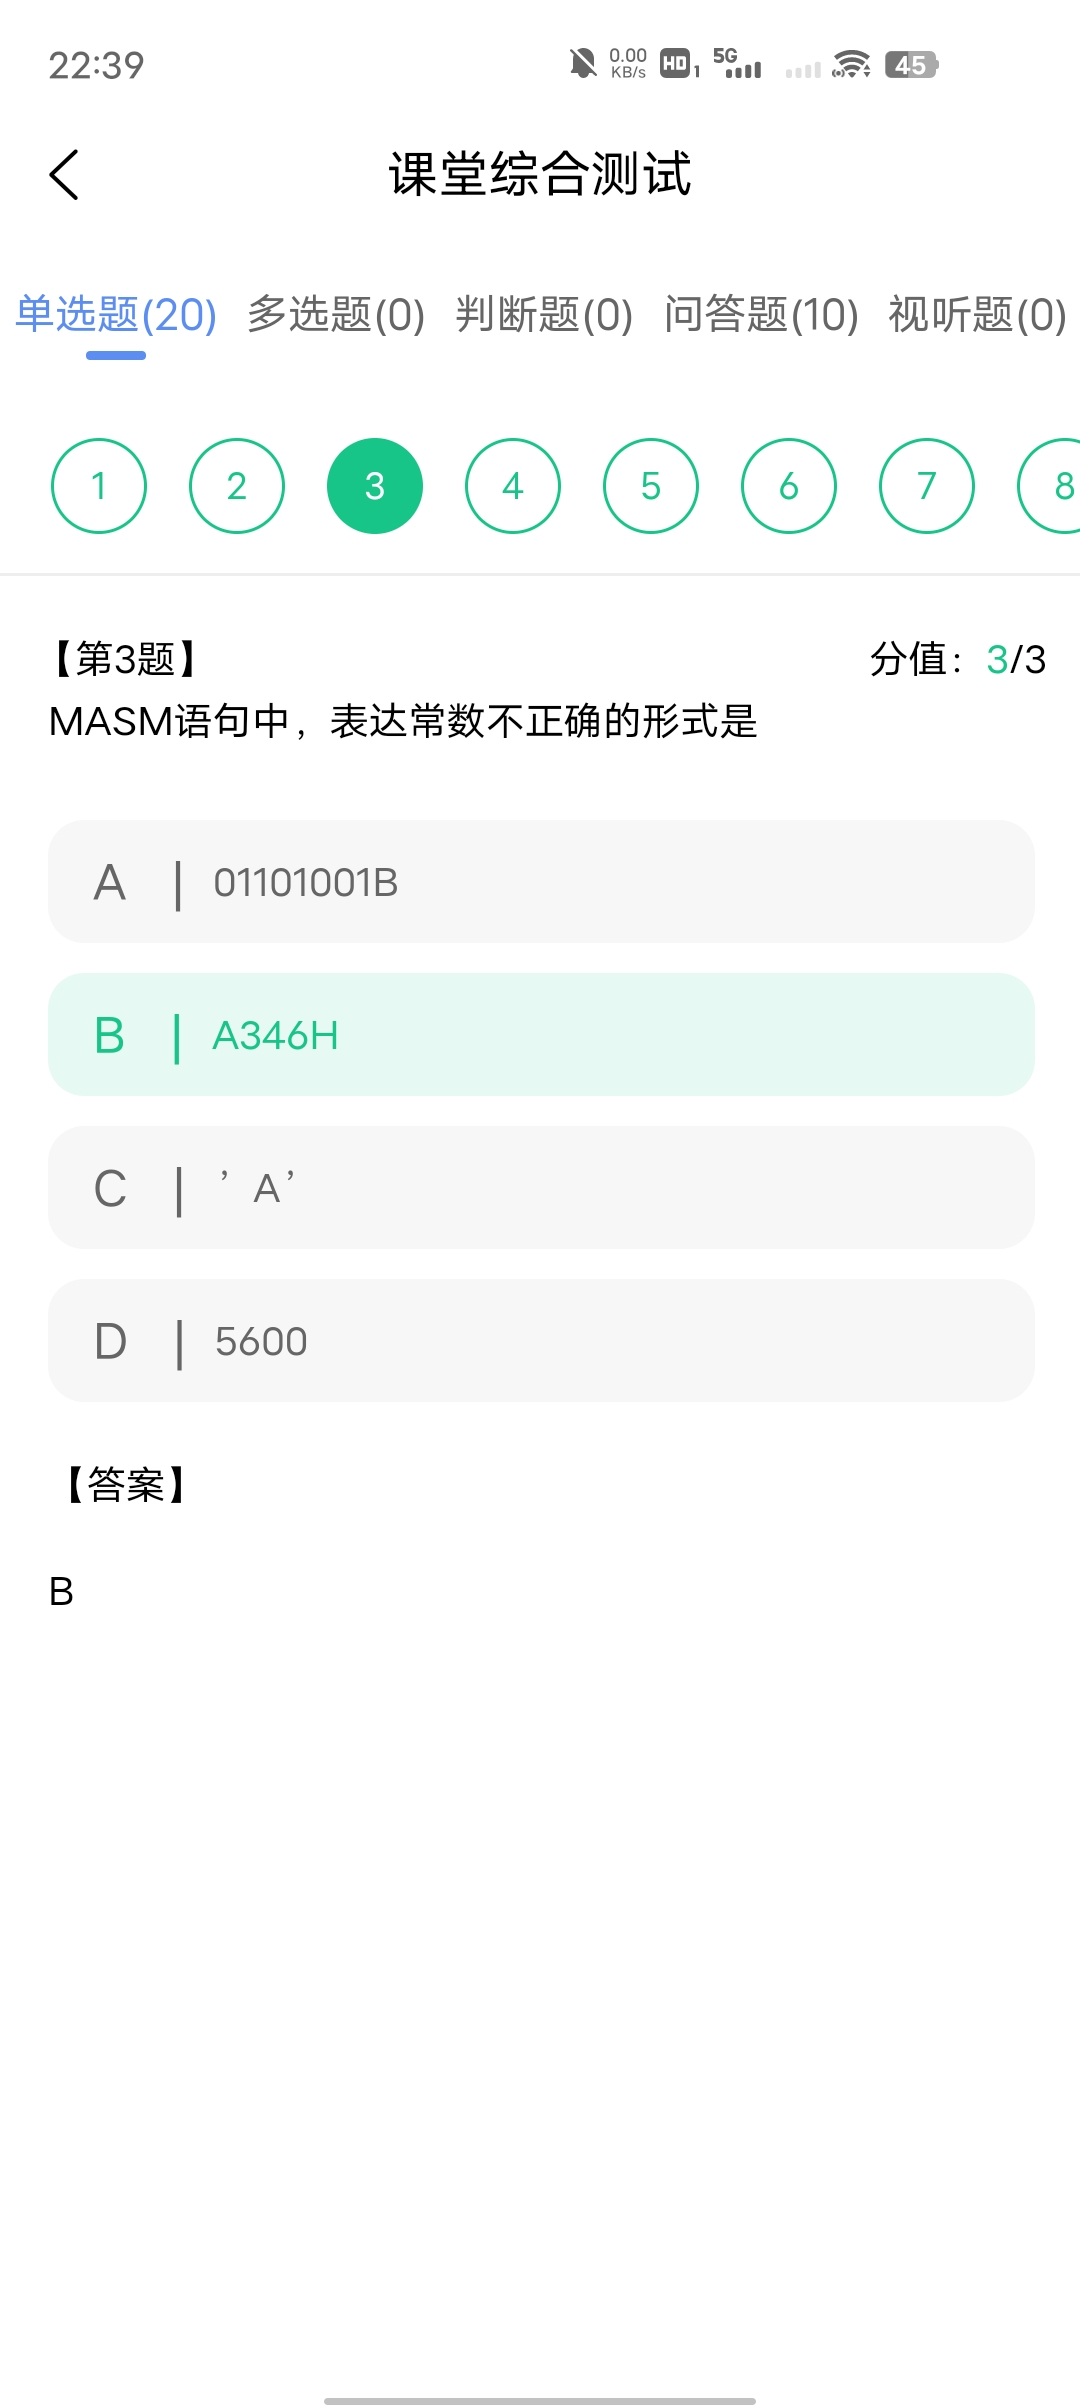 22:39 0.00 KB/s HD 1 5G 45
课堂综合测试
单选题(20) 多选题(0) 判断题(0) 问答题(10) 视听题(0)
1 2 3 4 5 6 7 8
【第3题】 分值：3/3
MASM语句中，表达常数不正确的形式是
A | 01101001B
B | A346H
C | ’ A’
D | 5600
【答案】
B